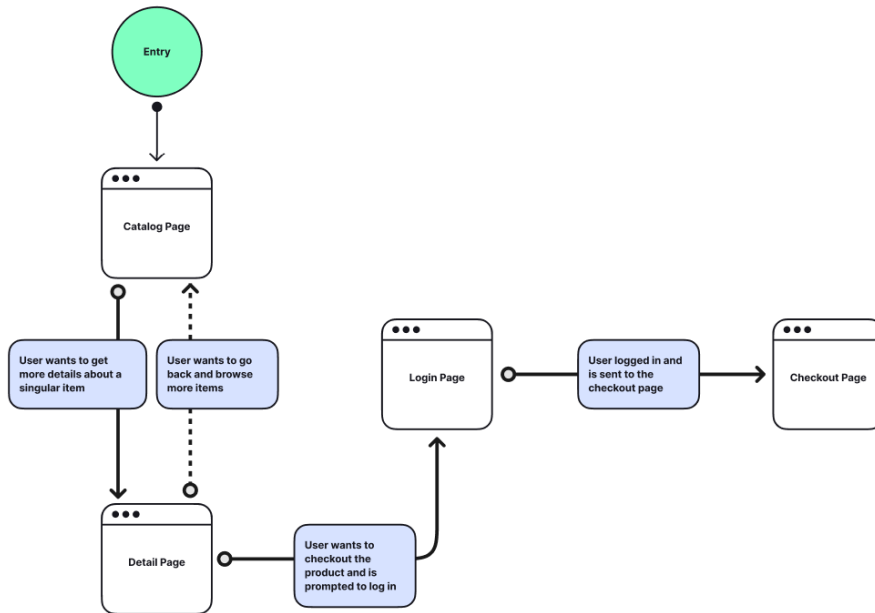 Entry
Catalog Page
User wants to get
more details about a
singular item
User wants to go
back and browse
more items
Login Page
User logged in and
is sent to the
checkout page
Checkout Page
Detail Page
User wants to
checkout the
product and is
prompted to log in